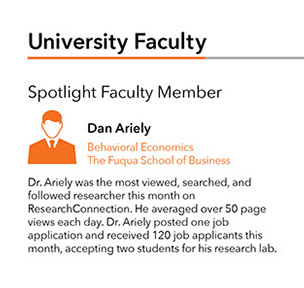 University Faculty
Spotlight Faculty Member
Dan Ariely
Behavioral Economics
The Fuqua School of Business
Dr. Ariely was the most viewed, searched, and
followed researcher this month on
ResearchConnection. He averaged over 50 page
views each day. Dr. Ariely posted one job
application and received 120 job applicants this
month, accepting two students for his research lab.